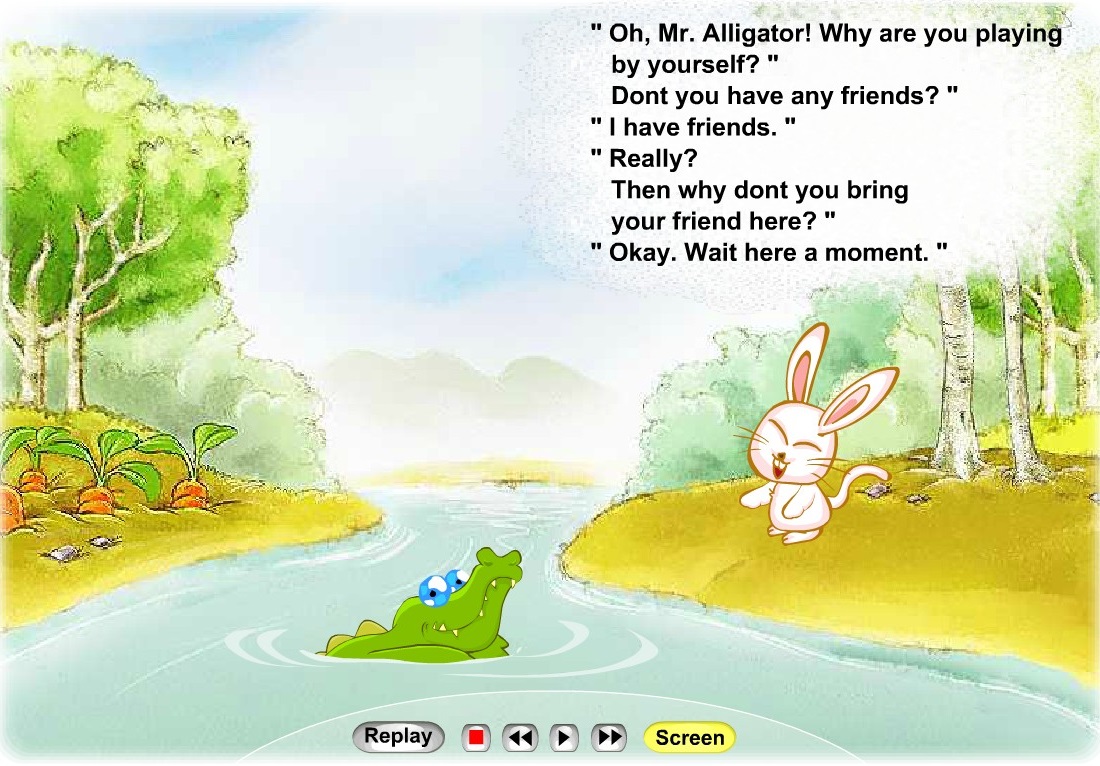 " Oh, Mr. Alligator! Why are you playing
by yourself? "
Dont you have any friends? "
" I have friends. "
" Really?
Then why dont you bring
your friend here? "
" Okay. Wait here a moment. "
Replay
Screen